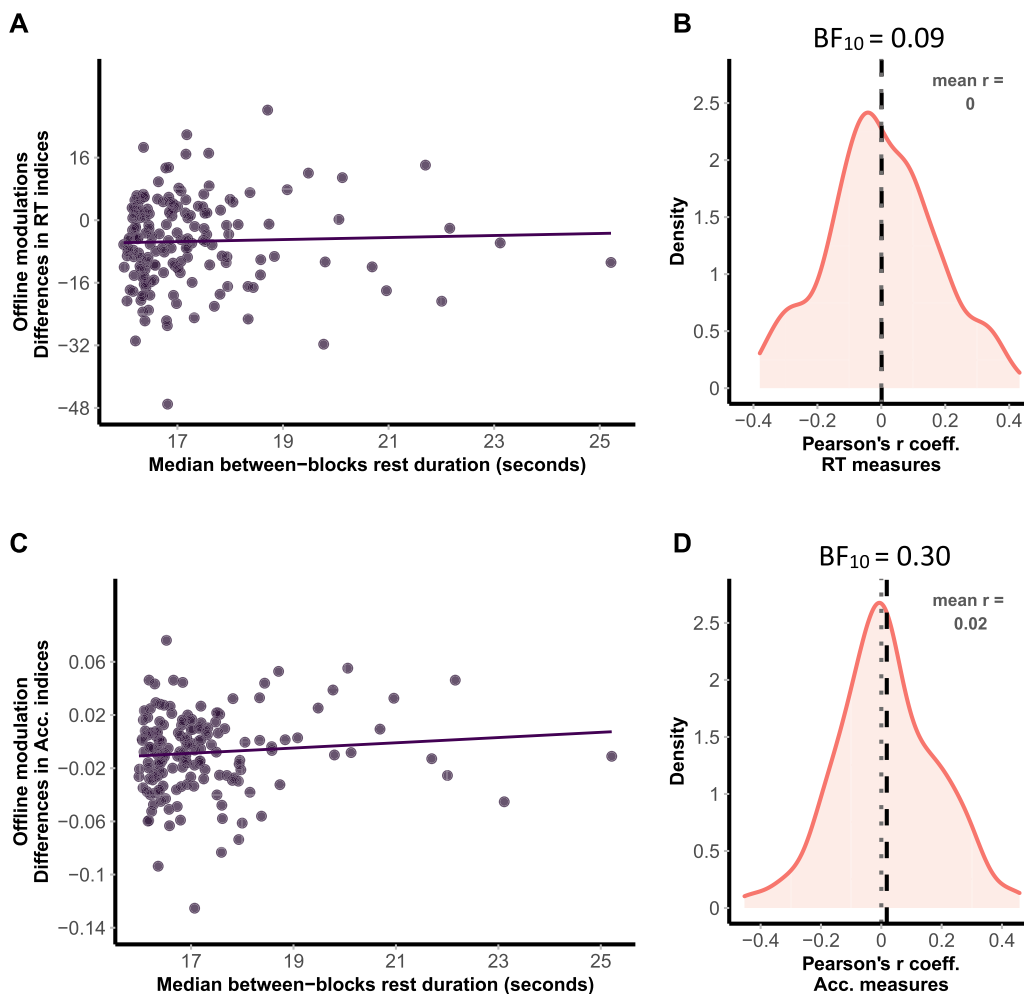 A
Offline modulations
Differences in RT indices
16
0
−16
−32
−48
17
19
21
23
25
Median between−blocks rest duration (seconds)
B
BF₁₀ = 0.09
mean r =
0
Density
2.5
2
1.5
1
0.5
0
−0.4
−0.2
0
0.2
0.4
Pearson's r coeff.
RT measures
C
Offline modulation
Differences in Acc. indices
0.06
0.02
−0.02
−0.06
−0.1
−0.14
17
19
21
23
25
Median between−blocks rest duration (seconds)
D
BF₁₀ = 0.30
mean r =
0.02
Density
2.5
2
1.5
1
0.5
0
−0.4
−0.2
0
0.2
0.4
Pearson's r coeff.
Acc. measures